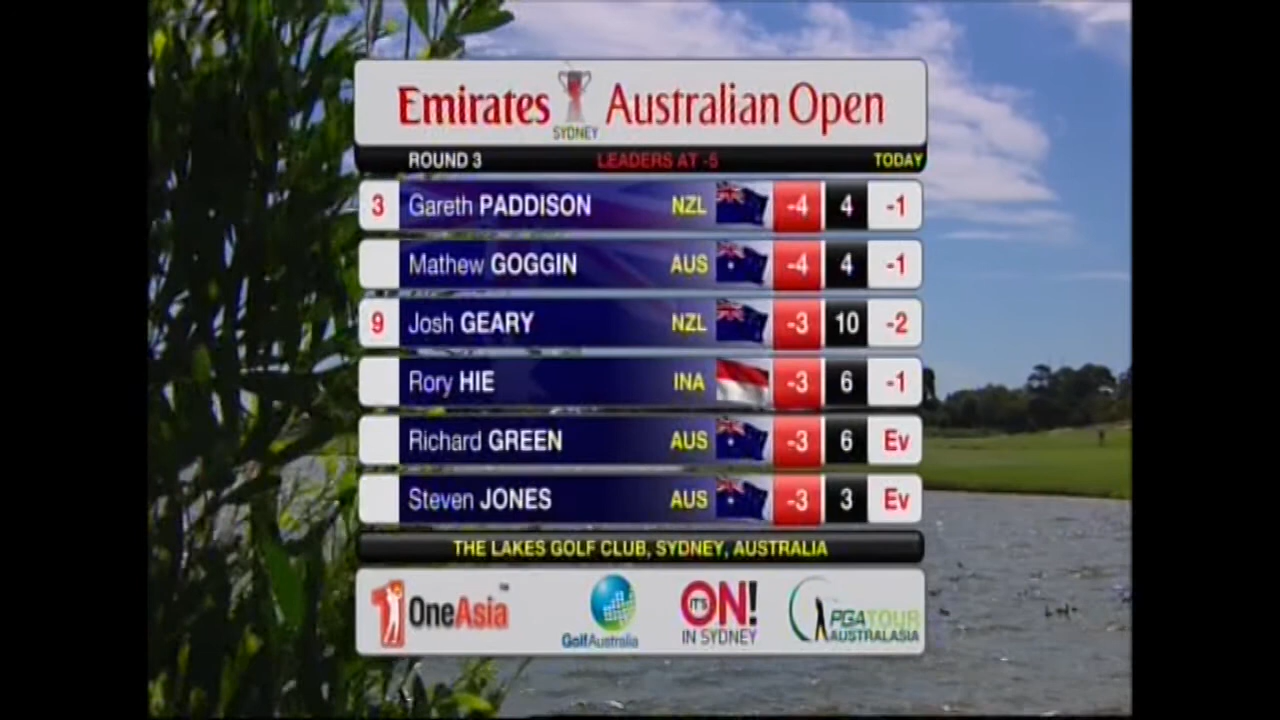 Emirates Australian Open
SYDNEY
ROUND 3 LEADERS AT -5 TODAY
3 Gareth PADDISON NZL -4 4 -1
Mathew GOGGIN AUS -4 4 -1
9 Josh GEARY NZL -3 10 -2
Rory HIE INA -3 6 -1
Richard GREEN AUS -3 6 Ev
Steven JONES AUS -3 3 Ev
THE LAKES GOLF CLUB, SYDNEY, AUSTRALIA
1 OneAsia™
GolfAustralia
IT'S ON!
IN SYDNEY
PGA TOUR
AUSTRALASIA